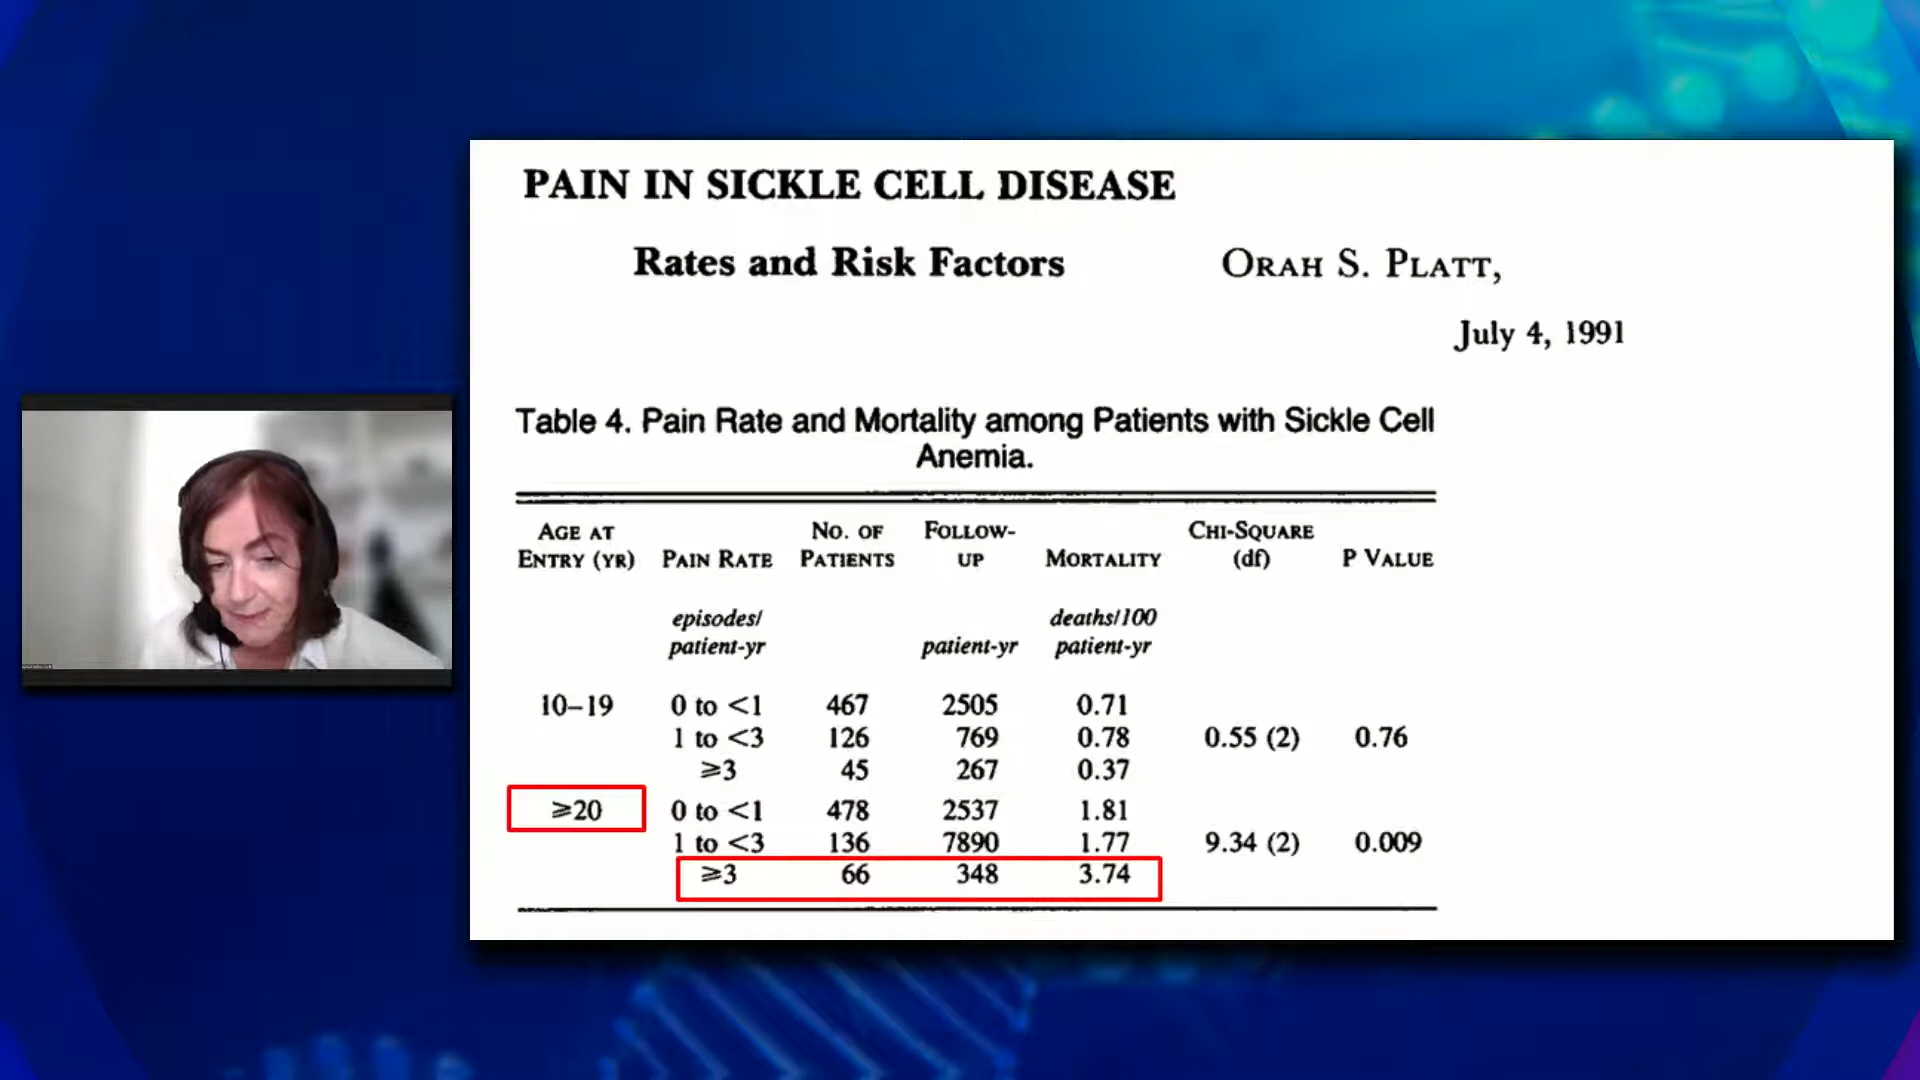 PAIN IN SICKLE CELL DISEASE
Rates and Risk Factors
ORAH S. PLATT,
July 4, 1991
Table 4. Pain Rate and Mortality among Patients with Sickle Cell
Anemia.
AGE AT ENTRY (YR) PAIN RATE NO. OF PATIENTS FOLLOW-UP MORTALITY CHI-SQUARE (df) P VALUE
episodes/patient-yr patient-yr deaths/100 patient-yr
10–19 0 to <1 467 2505 0.71
1 to <3 126 769 0.78 0.55 (2) 0.76
⩾3 45 267 0.37
⩾20 0 to <1 478 2537 1.81
1 to <3 136 7890 1.77 9.34 (2) 0.009
⩾3 66 348 3.74